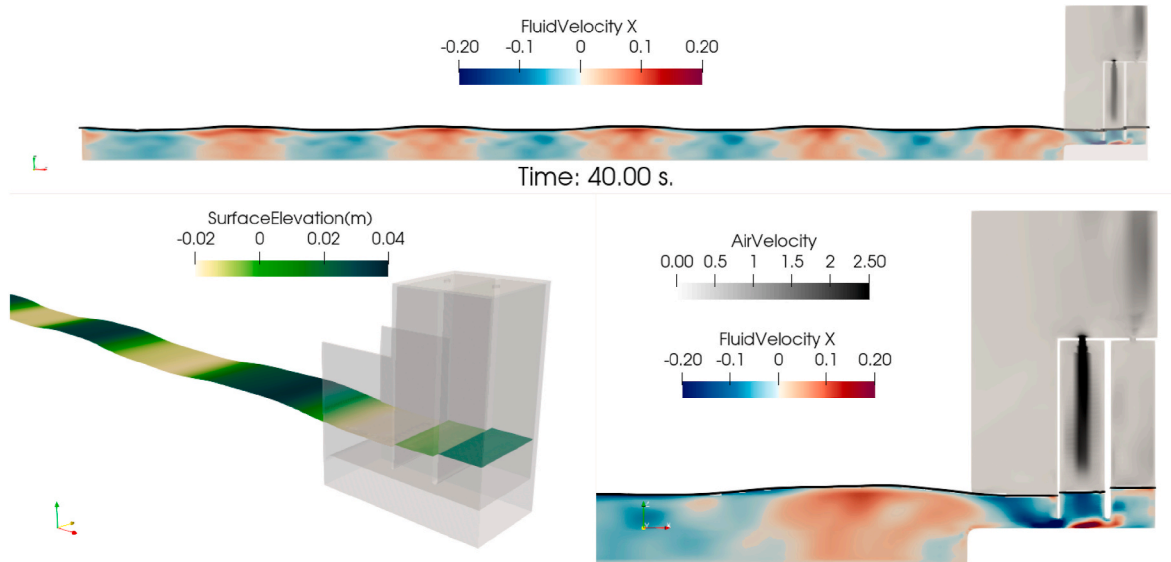 FluidVelocity X
-0.20 -0.1 0 0.1 0.20
Time: 40.00 s.
SurfaceElevation(m)
-0.02 0 0.02 0.04
AirVelocity
0.00 0.5 1 1.5 2 2.50
FluidVelocity X
-0.20 -0.1 0 0.1 0.20